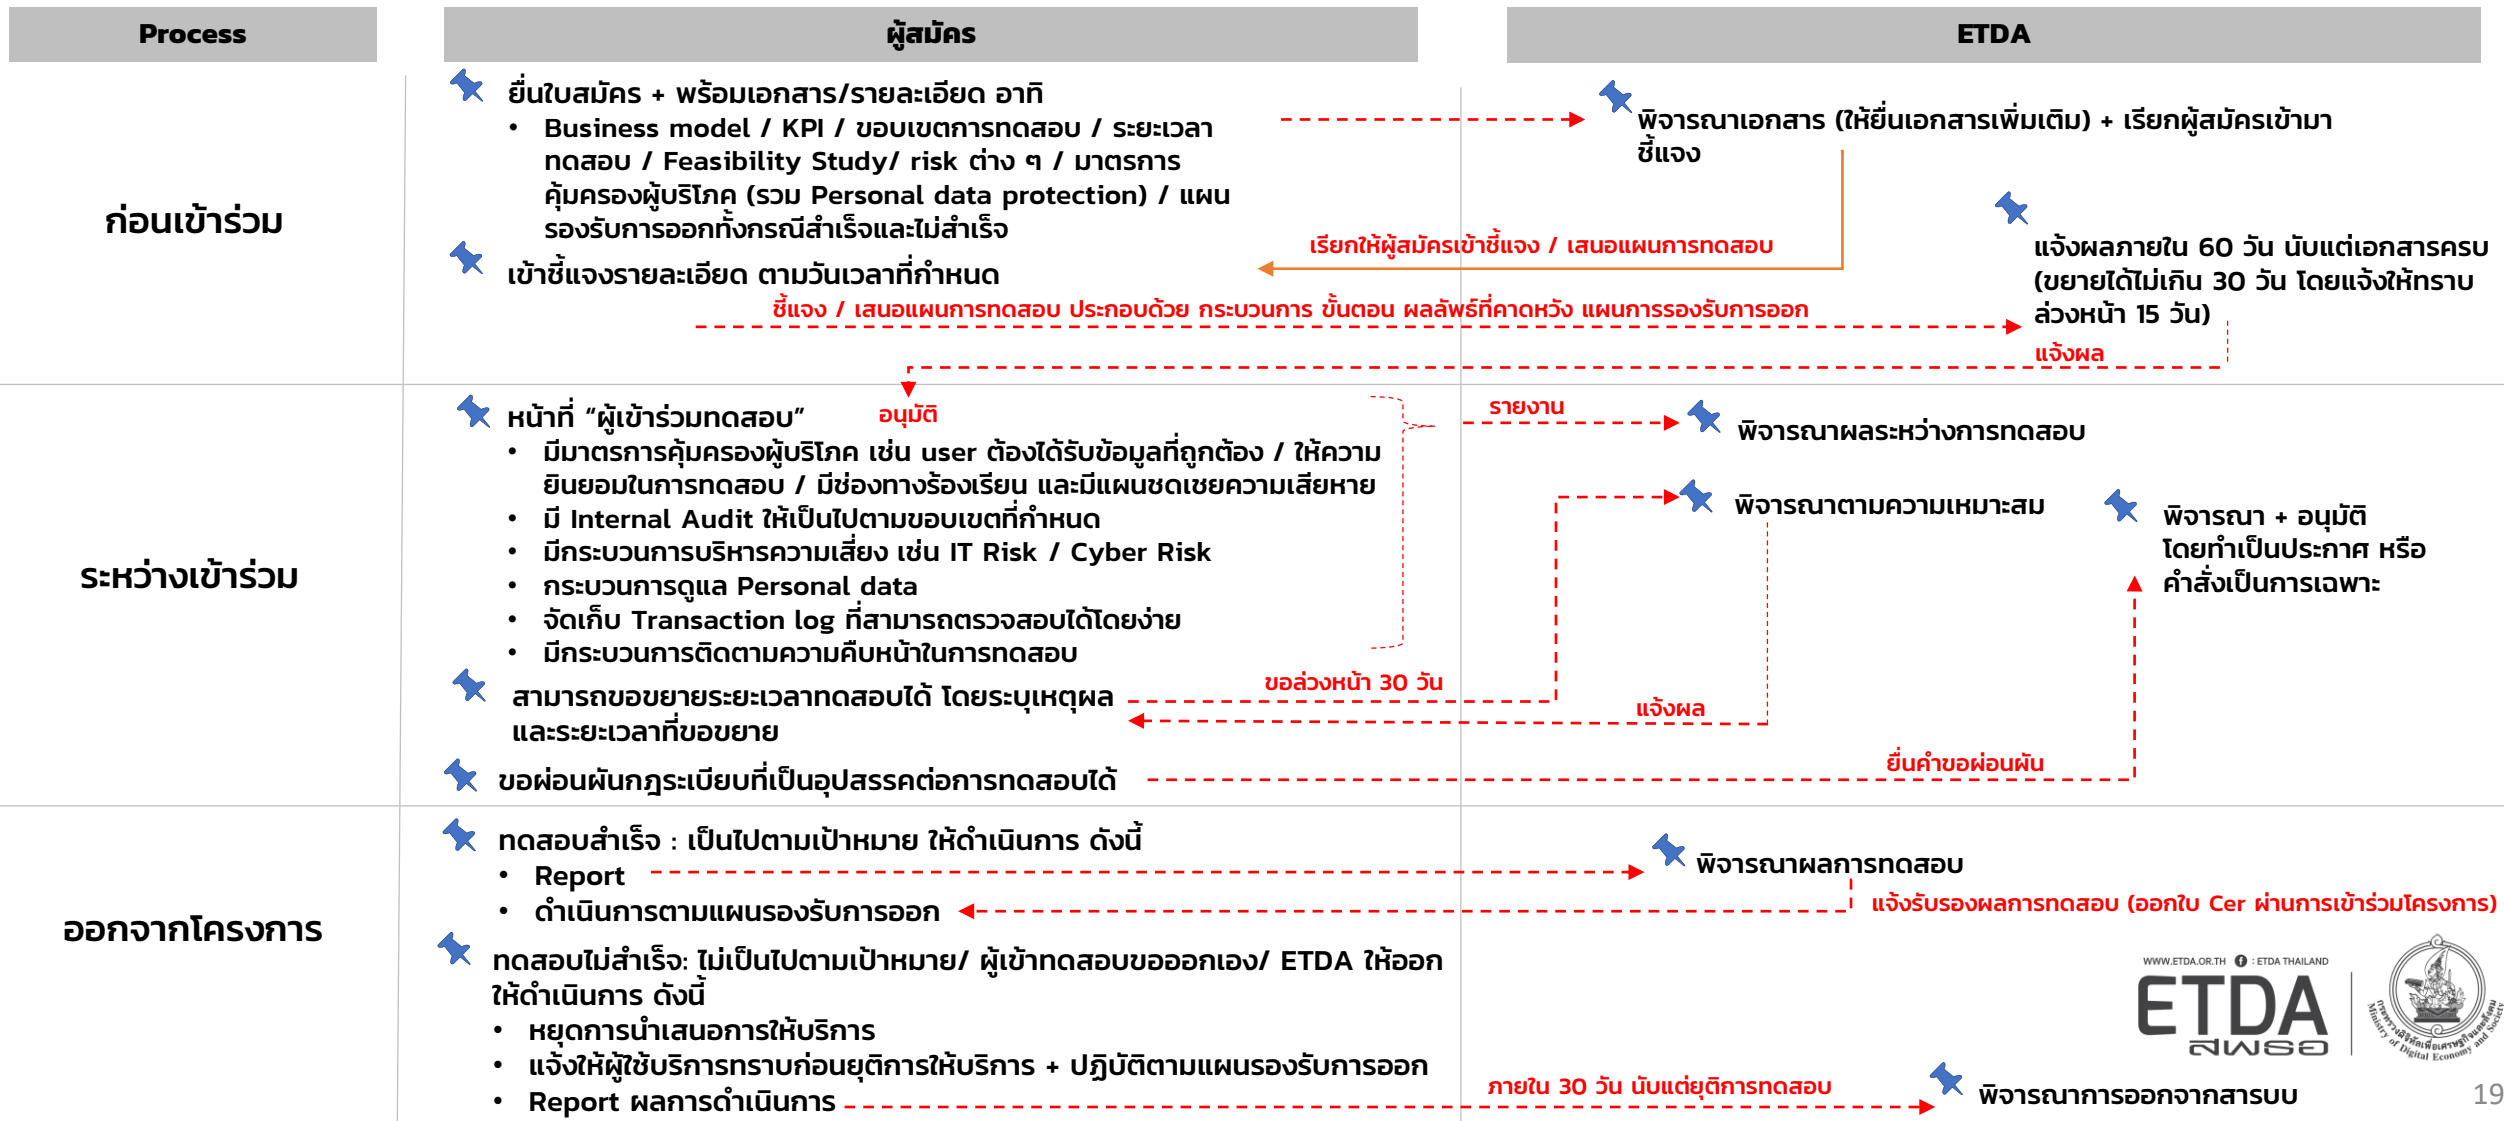 Process
ผู้สมัคร
ETDA
ก่อนเข้าร่วม
ยื่นใบสมัคร + พร้อมเอกสาร/รายละเอียด อาทิ
• Business model / KPI / ขอบเขตการทดสอบ / ระยะเวลา
ทดสอบ / Feasibility Study/ risk ต่าง ๆ / มาตรการ
คุ้มครองผู้บริโภค (รวม Personal data protection) / แผน
รองรับการออกทั้งกรณีสำเร็จและไม่สำเร็จ
พิจารณาเอกสาร (ให้ยื่นเอกสารเพิ่มเติม) + เรียกผู้สมัครเข้ามา
ชี้แจง
เรียกให้ผู้สมัครเข้าชี้แจง / เสนอแผนการทดสอบ
เข้าชี้แจงรายละเอียด ตามวันเวลาที่กำหนด
ชี้แจง / เสนอแผนการทดสอบ ประกอบด้วย กระบวนการ ขั้นตอน ผลลัพธ์ที่คาดหวัง แผนการรองรับการออก
แจ้งผลภายใน 60 วัน นับแต่เอกสารครบ
(ขยายได้ไม่เกิน 30 วัน โดยแจ้งให้ทราบ
ล่วงหน้า 15 วัน)
แจ้งผล
ระหว่างเข้าร่วม
อนุมัติ
หน้าที่ “ผู้เข้าร่วมทดสอบ”
• มีมาตรการคุ้มครองผู้บริโภค เช่น user ต้องได้รับข้อมูลที่ถูกต้อง / ให้ความ
ยินยอมในการทดสอบ / มีช่องทางร้องเรียน และมีแผนชดเชยความเสียหาย
• มี Internal Audit ให้เป็นไปตามขอบเขตที่กำหนด
• มีกระบวนการบริหารความเสี่ยง เช่น IT Risk / Cyber Risk
• กระบวนการดูแล Personal data
• จัดเก็บ Transaction log ที่สามารถตรวจสอบได้โดยง่าย
• มีกระบวนการติดตามความคืบหน้าในการทดสอบ
รายงาน
พิจารณาผลระหว่างการทดสอบ
พิจารณาตามความเหมาะสม
พิจารณา + อนุมัติ
โดยทำเป็นประกาศ หรือ
คำสั่งเป็นการเฉพาะ
สามารถขอขยายระยะเวลาทดสอบได้ โดยระบุเหตุผล
และระยะเวลาที่ขอขยาย
ขอล่วงหน้า 30 วัน
แจ้งผล
ขอผ่อนผันกฎระเบียบที่เป็นอุปสรรคต่อการทดสอบได้
ยื่นคำขอผ่อนผัน
ออกจากโครงการ
ทดสอบสำเร็จ : เป็นไปตามเป้าหมาย ให้ดำเนินการ ดังนี้
• Report
• ดำเนินการตามแผนรองรับการออก
พิจารณาผลการทดสอบ
แจ้งรับรองผลการทดสอบ (ออกใบ Cer ผ่านการเข้าร่วมโครงการ)
ทดสอบไม่สำเร็จ: ไม่เป็นไปตามเป้าหมาย/ ผู้เข้าทดสอบขอออกเอง/ ETDA ให้ออก
ให้ดำเนินการ ดังนี้
• หยุดการนำเสนอการให้บริการ
• แจ้งให้ผู้ใช้บริการทราบก่อนยุติการให้บริการ + ปฏิบัติตามแผนรองรับการออก
• Report ผลการดำเนินการ
ภายใน 30 วัน นับแต่ยุติการทดสอบ
พิจารณาการออกจากสารบบ
WWW.ETDA.OR.TH : ETDA THAILAND
ETDA
สพธอ
กระทรวงดิจิทัลเพื่อเศรษฐกิจและสังคม
Ministry of Digital Economy and Society
19